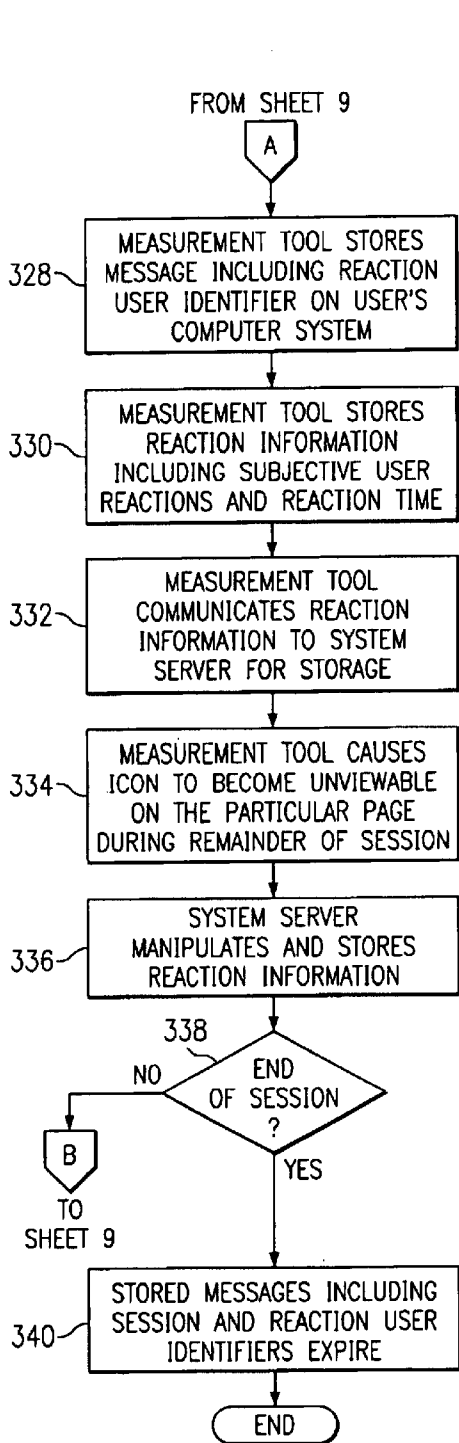 FROM SHEET 9
A
328
MEASUREMENT TOOL STORES
MESSAGE INCLUDING REACTION
USER IDENTIFIER ON USER'S
COMPUTER SYSTEM
330
MEASUREMENT TOOL STORES
REACTION INFORMATION
INCLUDING SUBJECTIVE USER
REACTIONS AND REACTION TIME
332
MEASUREMENT TOOL
COMMUNICATES REACTION
INFORMATION TO SYSTEM
SERVER FOR STORAGE
334
MEASUREMENT TOOL CAUSES
ICON TO BECOME UNVIEWABLE
ON THE PARTICULAR PAGE
DURING REMAINDER OF SESSION
336
SYSTEM SERVER
MANIPULATES AND STORES
REACTION INFORMATION
338
END
OF SESSION
?
NO
B
TO
SHEET 9
YES
340
STORED MESSAGES INCLUDING
SESSION AND REACTION USER
IDENTIFIERS EXPIRE
END